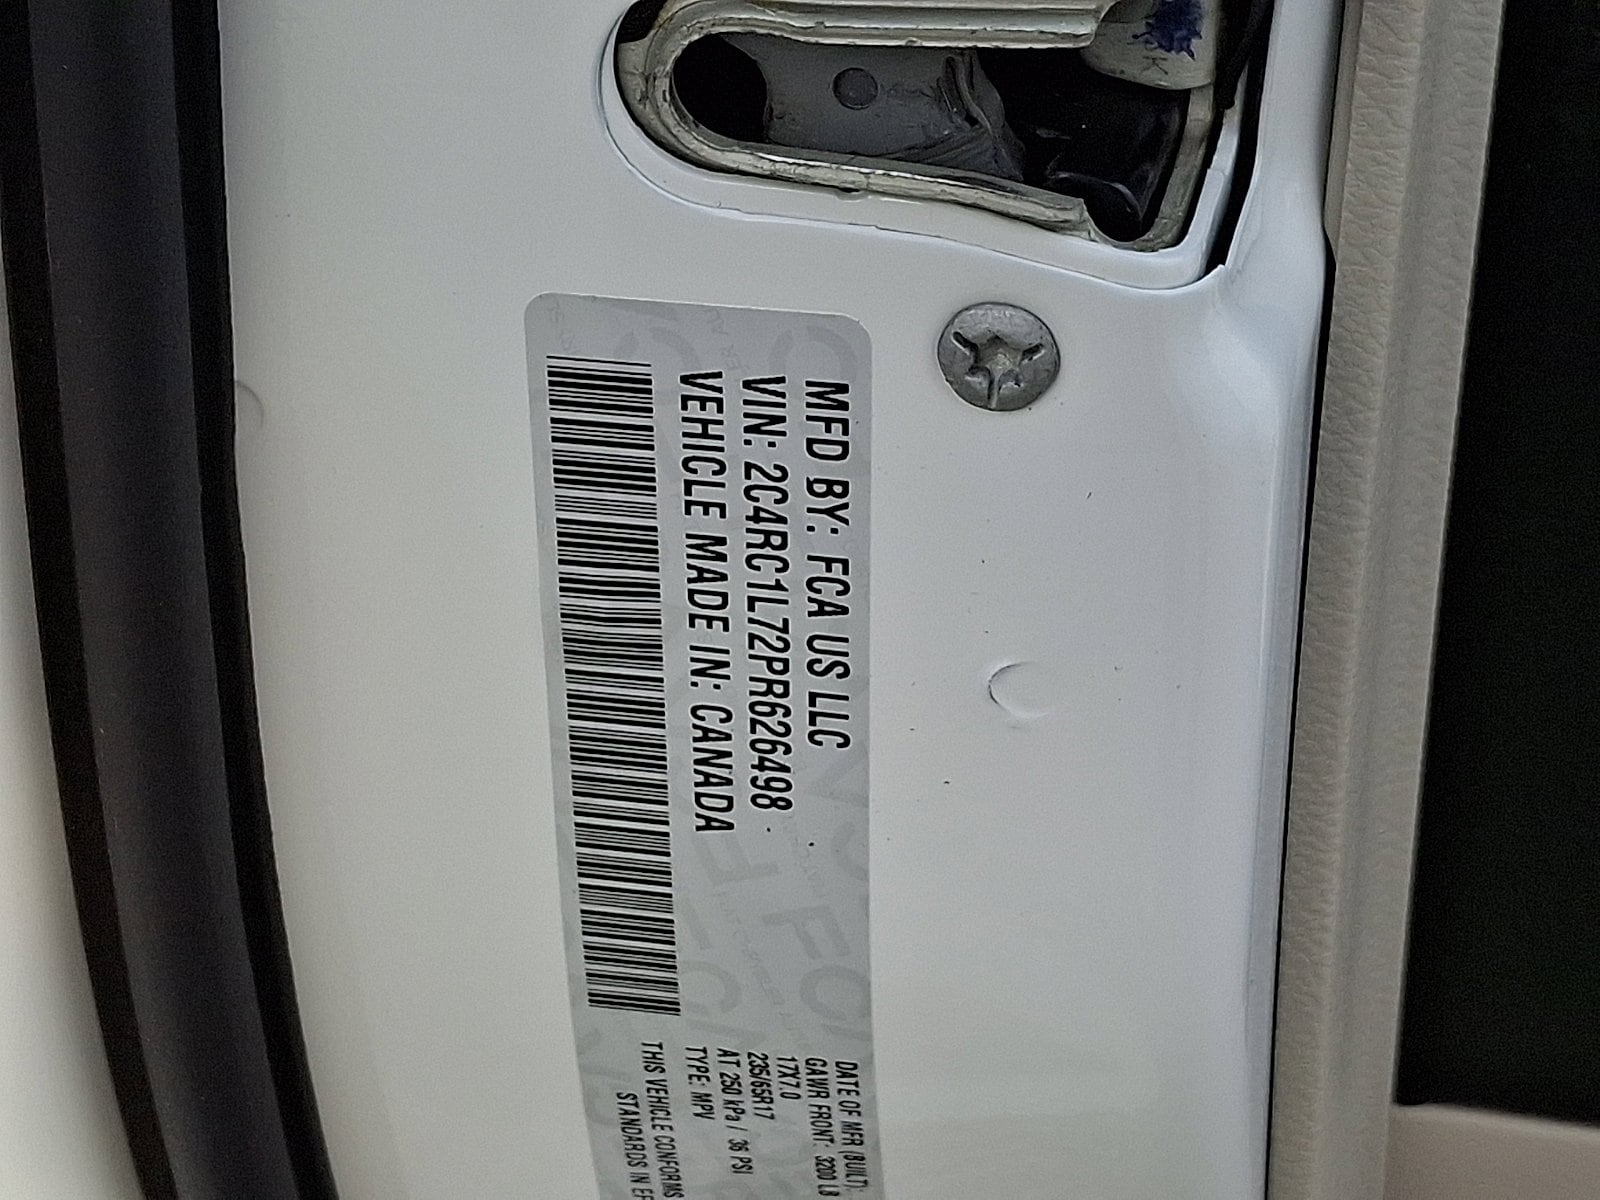 MFD BY: FCA US LLC
VIN: 2C4RC1L72PR626498
VEHICLE MADE IN: CANADA
DATE OF MFR (BUILT):
GAWR FRONT: 3200 LB
17X7.0
235/65R17
AT 250 kPa / 36 PSI
TYPE: MPV
THIS VEHICLE CONFORMS
STANDARDS IN EF